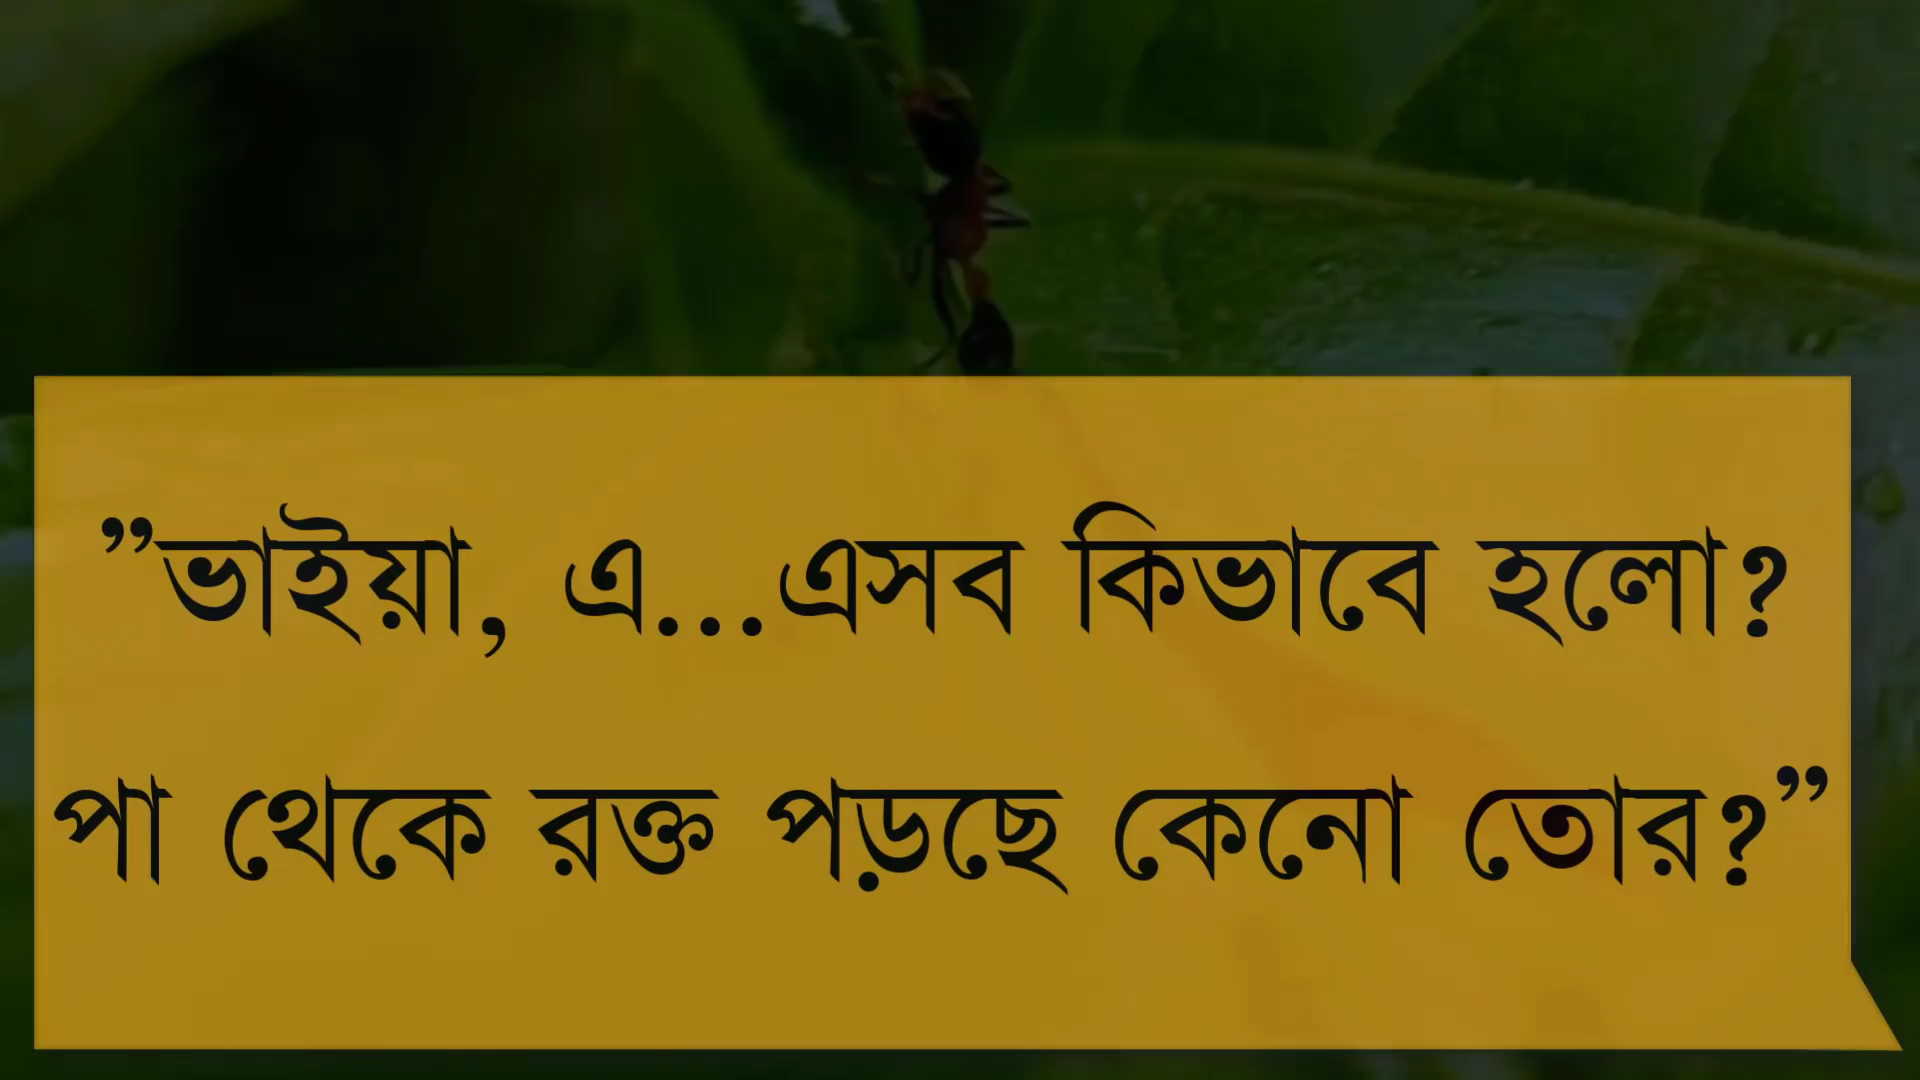 ”ভাইয়া, এ...এসব কিভাবে হলো?
পা থেকে রক্ত পড়ছে কেনো তোর?”